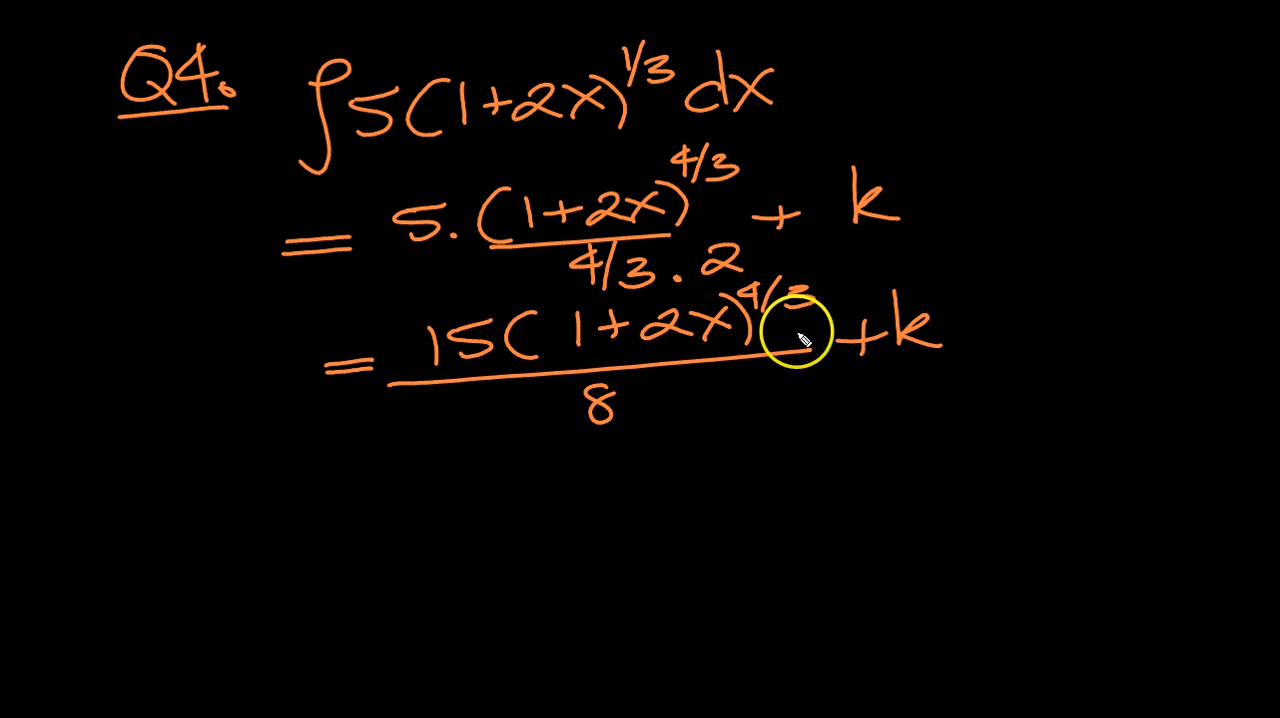 Q4. ∫5(1+2x)^{1/3} dx
= 5. (1+2x)^{4/3} / (4/3 . 2) + k
= 15(1+2x)^{4/3} / 8 + k